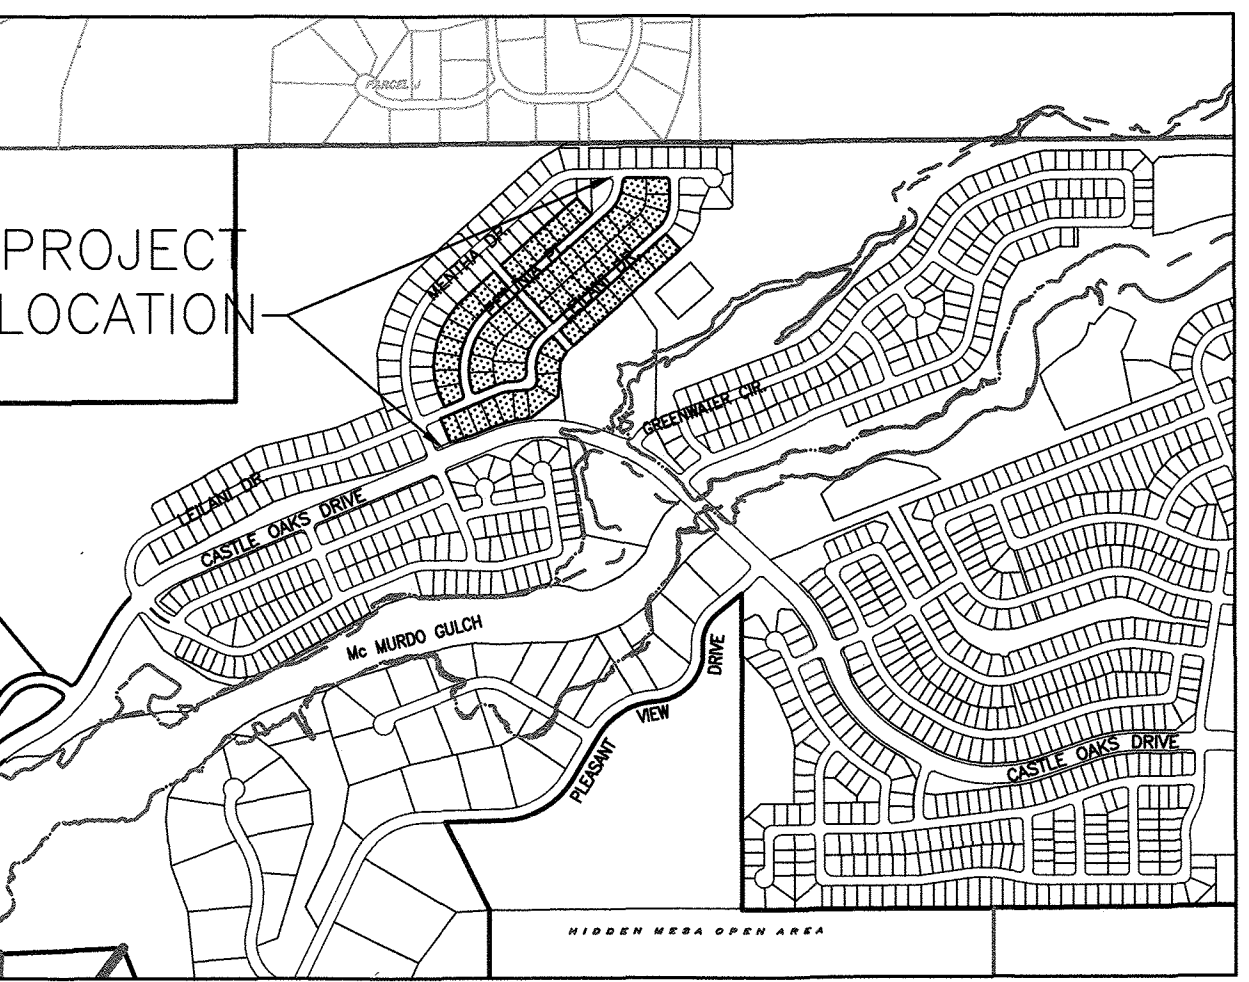 PARCEL J
PROJECT
LOCATION
MENTHA DR.
LEILANI DR.
GREENWATER CIR.
LEILANI DR.
CASTLE OAKS DRIVE
Mc MURDO GULCH
PLEASANT VIEW DRIVE
CASTLE OAKS DRIVE
HIDDEN MESA OPEN AREA